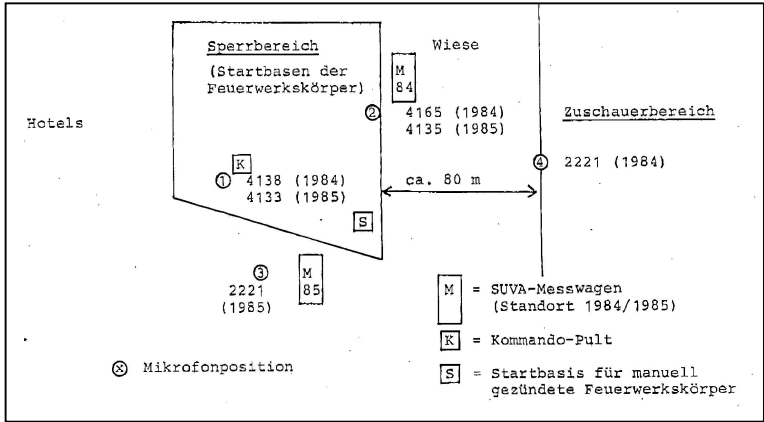 Sperrbereich
(Startbasen der
Feuerwerkskörper)
Wiese
M
84
② 4165 (1984)
4135 (1985)
Zuschauerbereich
Hotels
④ 2221 (1984)
K
① 4138 (1984)
4133 (1985)
ca. 80 m
S
③
2221
(1985)
M
85
M = SUVA-Messwagen
(Standort 1984/1985)
K = Kommando-Pult
ⓧ Mikrofonposition
S = Startbasis für manuell
gezündete Feuerwerkskörper